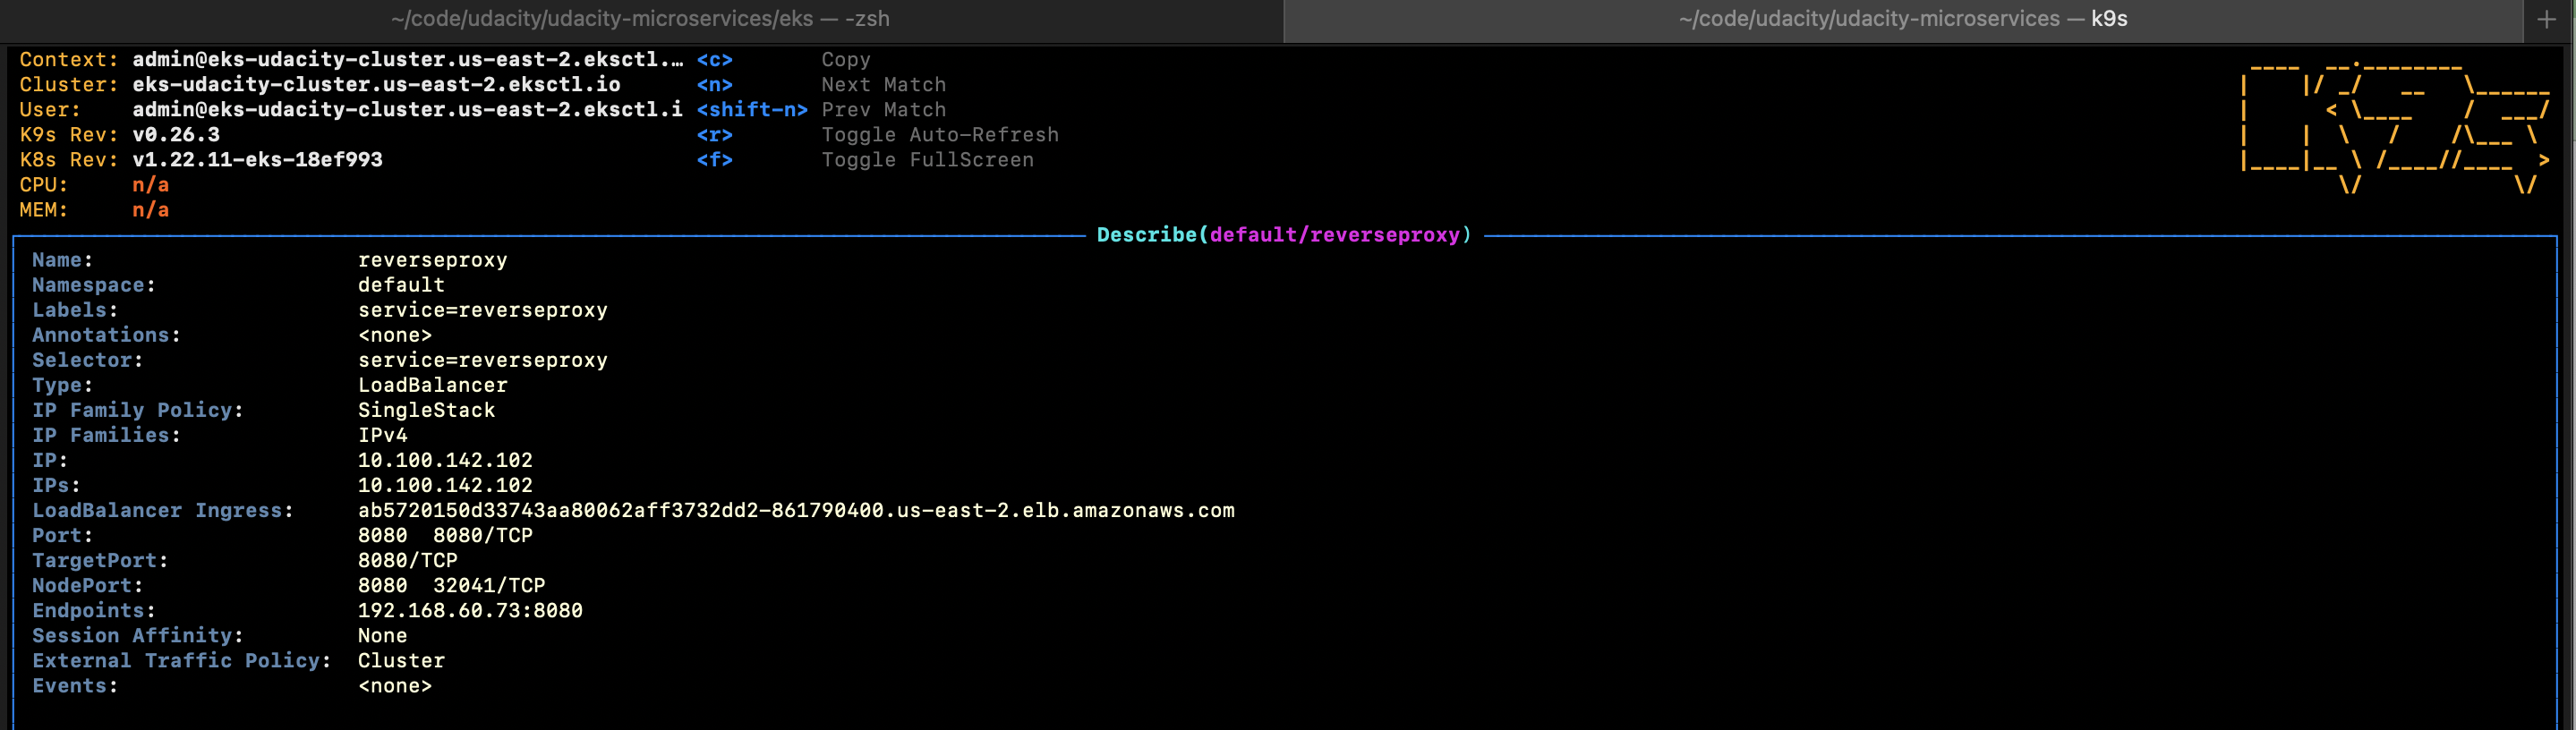 ~/code/udacity/udacity-microservices/eks — -zsh
~/code/udacity/udacity-microservices — k9s
+
Context: admin@eks-udacity-cluster.us-east-2.eksctl.… <c> Copy
Cluster: eks-udacity-cluster.us-east-2.eksctl.io <n> Next Match
User: admin@eks-udacity-cluster.us-east-2.eksctl.i <shift-n> Prev Match
K9s Rev: v0.26.3 <r> Toggle Auto-Refresh
K8s Rev: v1.22.11-eks-18ef993 <f> Toggle FullScreen
CPU: n/a
MEM: n/a
Describe(default/reverseproxy)
Name: reverseproxy
Namespace: default
Labels: service=reverseproxy
Annotations: <none>
Selector: service=reverseproxy
Type: LoadBalancer
IP Family Policy: SingleStack
IP Families: IPv4
IP: 10.100.142.102
IPs: 10.100.142.102
LoadBalancer Ingress: ab5720150d33743aa80062aff3732dd2-861790400.us-east-2.elb.amazonaws.com
Port: 8080 8080/TCP
TargetPort: 8080/TCP
NodePort: 8080 32041/TCP
Endpoints: 192.168.60.73:8080
Session Affinity: None
External Traffic Policy: Cluster
Events: <none>